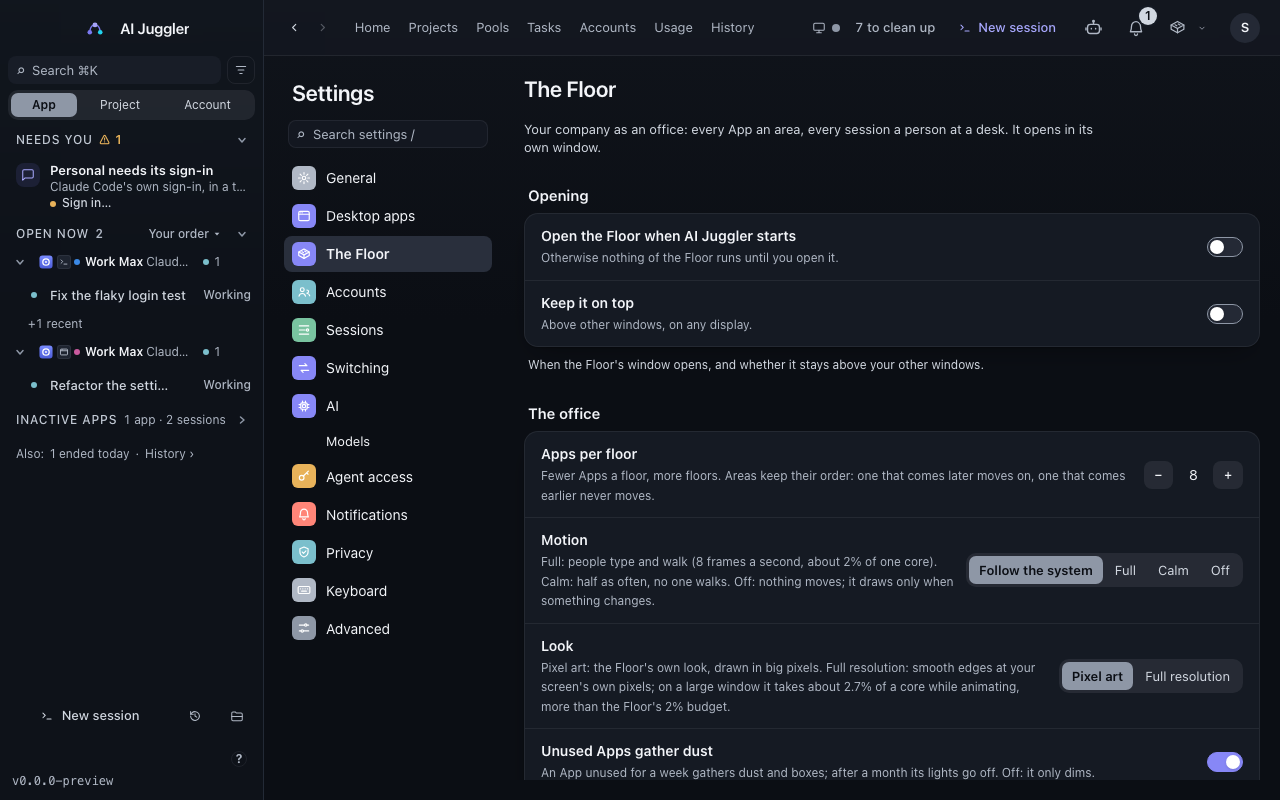 AI Juggler
Search ⌘K
App Project Account
NEEDS YOU 1
Personal needs its sign-in
Claude Code's own sign-in, in a t…
Sign in…
OPEN NOW 2 Your order
Work Max Claud… 1
Fix the flaky login test Working
+1 recent
Work Max Claud… 1
Refactor the setti… Working
INACTIVE APPS 1 app · 2 sessions
Also: 1 ended today · History ›
New session
?
v0.0.0-preview
Home Projects Pools Tasks Accounts Usage History
7 to clean up
New session
1
S
Settings
Search settings /
General
Desktop apps
The Floor
Accounts
Sessions
Switching
AI
Models
Agent access
Notifications
Privacy
Keyboard
Advanced
The Floor
Your company as an office: every App an area, every session a person at a desk. It opens in its
own window.
Opening
Open the Floor when AI Juggler starts
Otherwise nothing of the Floor runs until you open it.
Keep it on top
Above other windows, on any display.
When the Floor's window opens, and whether it stays above your other windows.
The office
Apps per floor
Fewer Apps a floor, more floors. Areas keep their order: one that comes later moves on, one that comes
earlier never moves.
− 8 +
Motion
Full: people type and walk (8 frames a second, about 2% of one core).
Calm: half as often, no one walks. Off: nothing moves; it draws only when
something changes.
Follow the system Full Calm Off
Look
Pixel art: the Floor's own look, drawn in big pixels. Full resolution: smooth edges at your
screen's own pixels; on a large window it takes about 2.7% of a core while animating,
more than the Floor's 2% budget.
Pixel art Full resolution
Unused Apps gather dust
An App unused for a week gathers dust and boxes; after a month its lights go off. Off: it only dims.